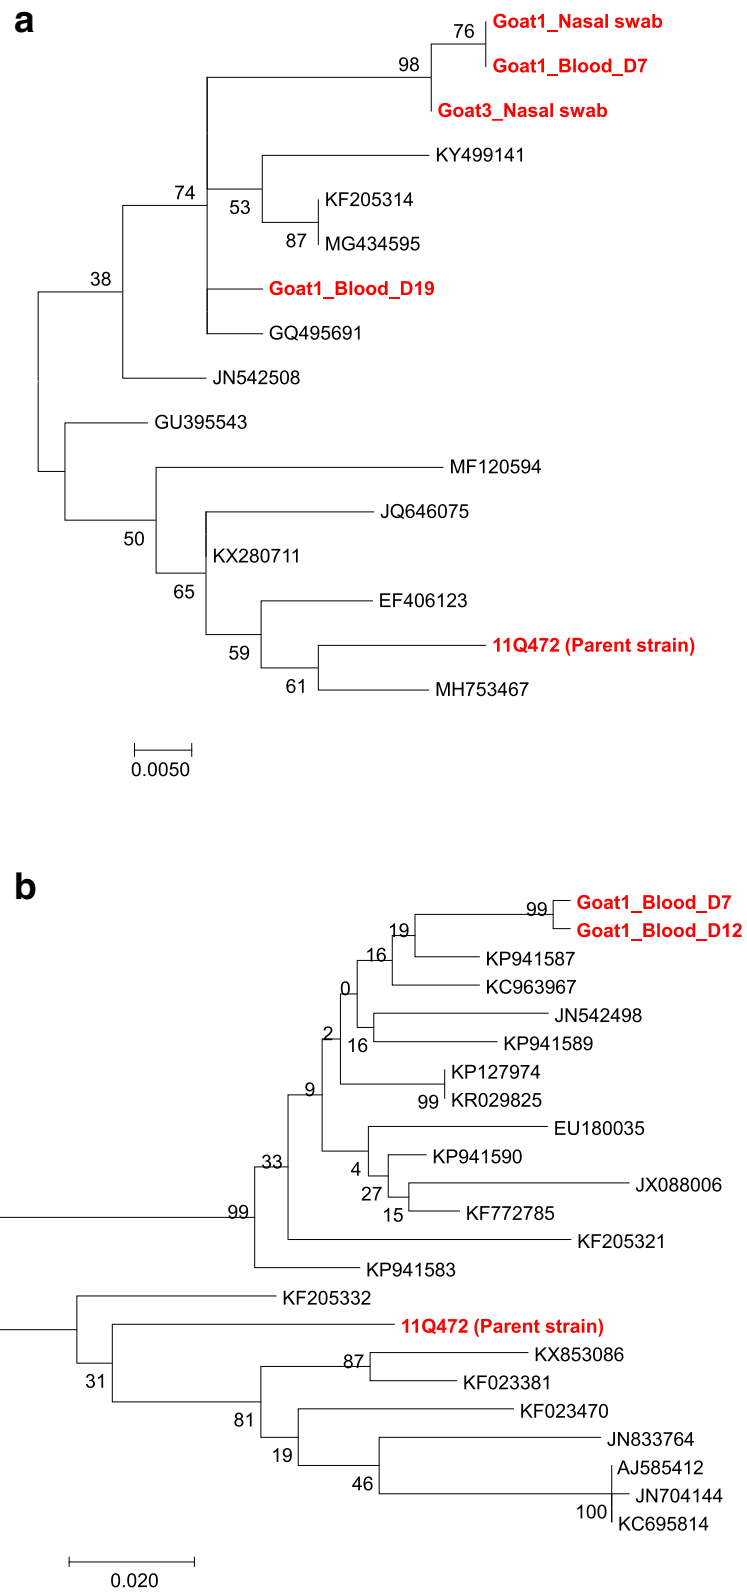 a
76
Goat1_Nasal swab
98
Goat1_Blood_D7
Goat3_Nasal swab
KY499141
74
53
KF205314
87
MG434595
38
Goat1_Blood_D19
GQ495691
JN542508
GU395543
MF120594
50
JQ646075
KX280711
65
EF406123
59
11Q472 (Parent strain)
61
MH753467
0.0050
b
99
Goat1_Blood_D7
19
Goat1_Blood_D12
16
KP941587
0
KC963967
2
JN542498
16
KP941589
9
KP127974
99
KR029825
EU180035
33
4
KP941590
27
JX088006
15
KF772785
99
KF205321
KP941583
KF205332
11Q472 (Parent strain)
31
87
KX853086
KF023381
81
KF023470
19
JN833764
46
AJ585412
JN704144
100
KC695814
0.020